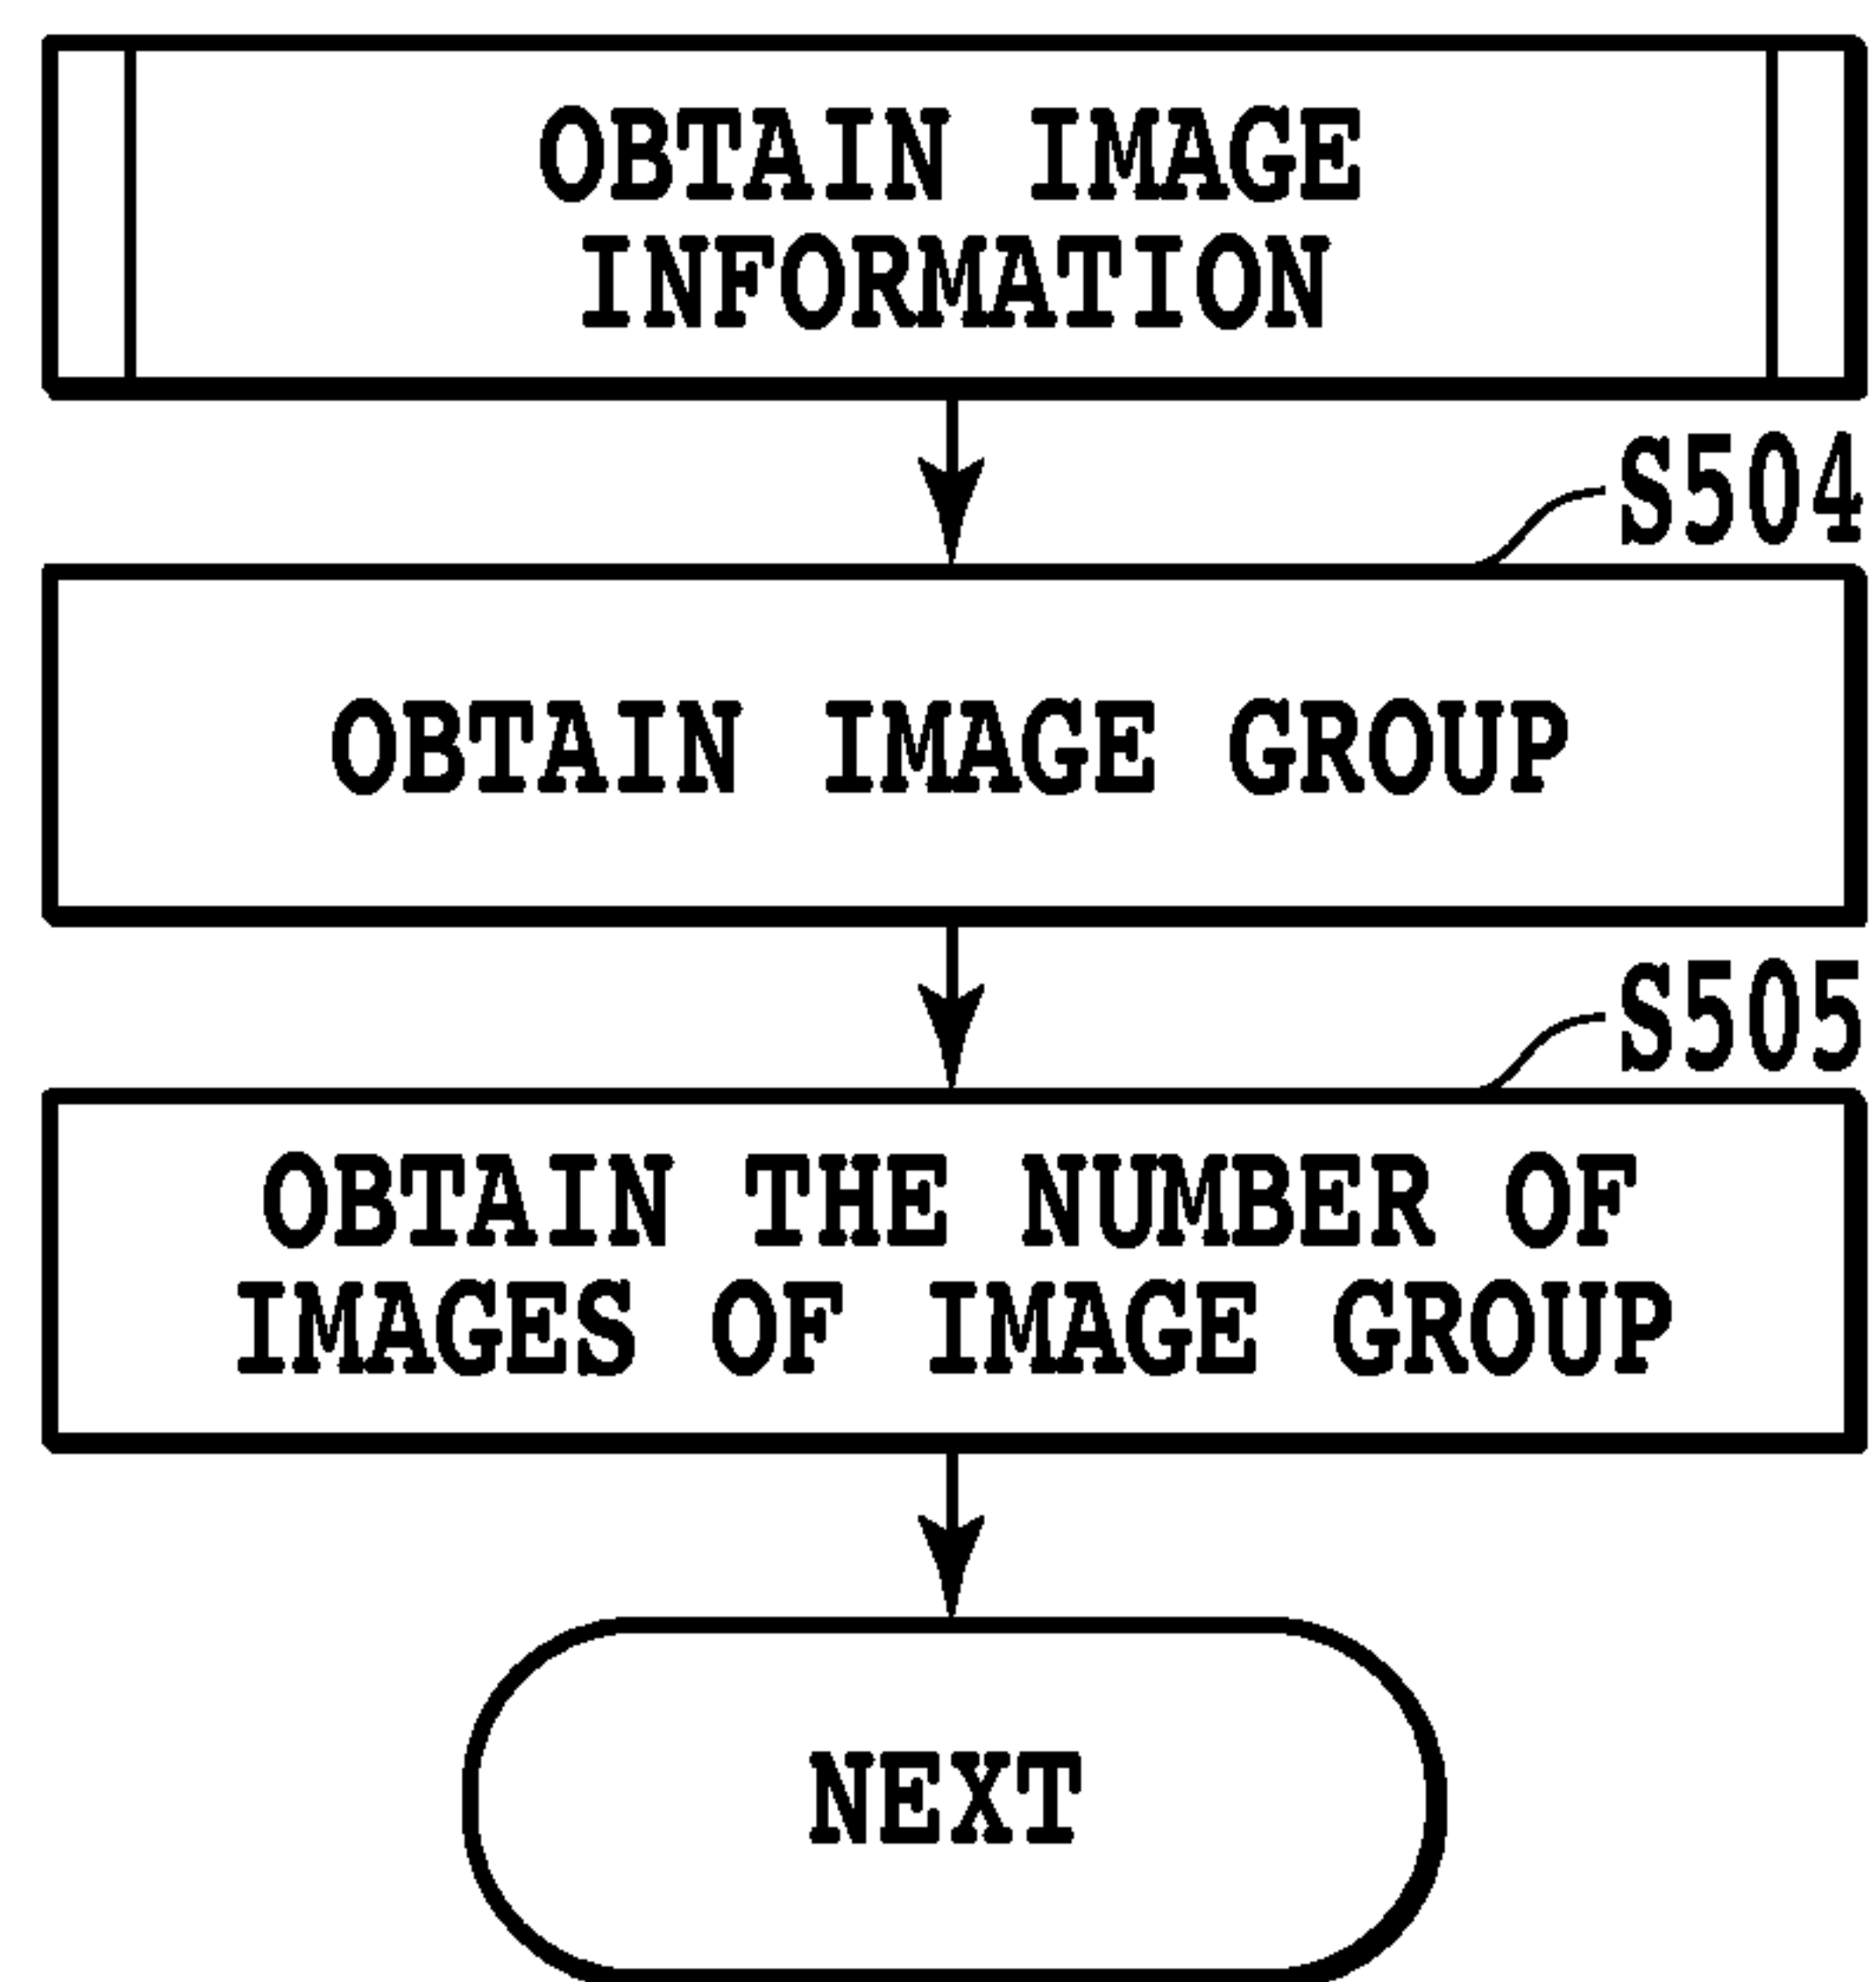 OBTAIN IMAGE
INFORMATION
S504
OBTAIN IMAGE GROUP
S505
OBTAIN THE NUMBER OF
IMAGES OF IMAGE GROUP
NEXT